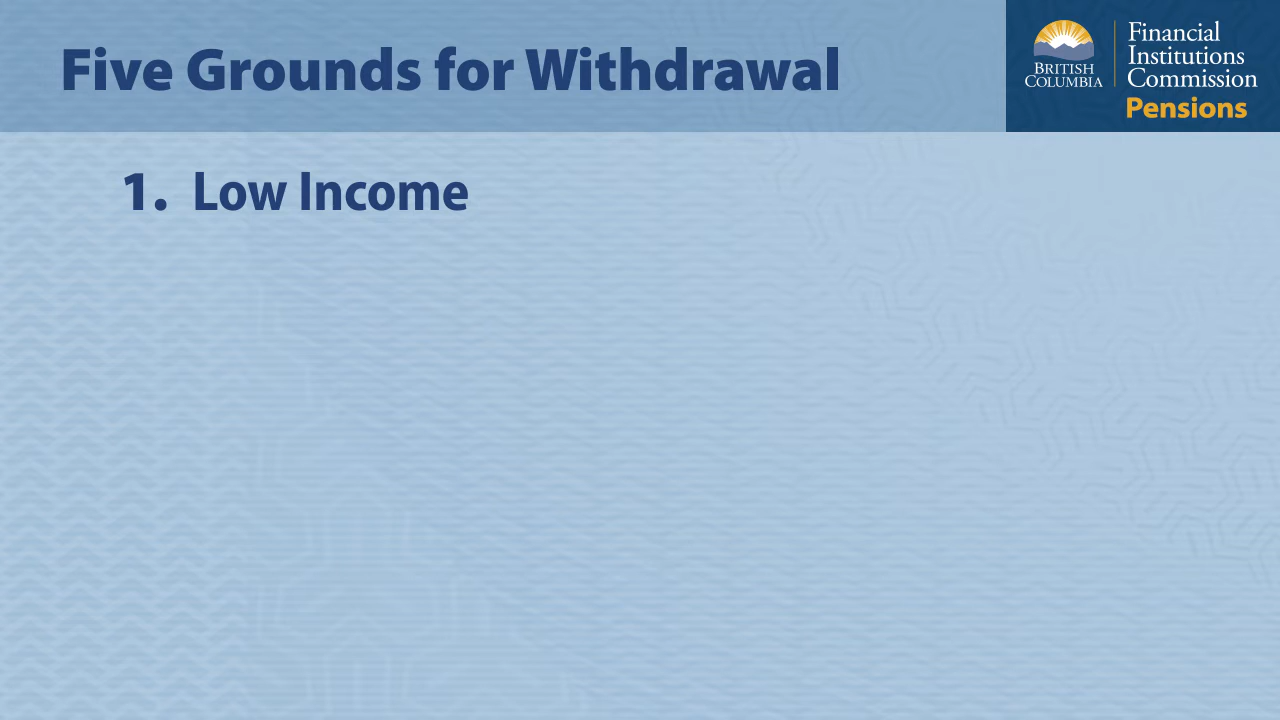 Five Grounds for Withdrawal
BRITISH
COLUMBIA
Financial
Institutions
Commission
Pensions
1. Low Income